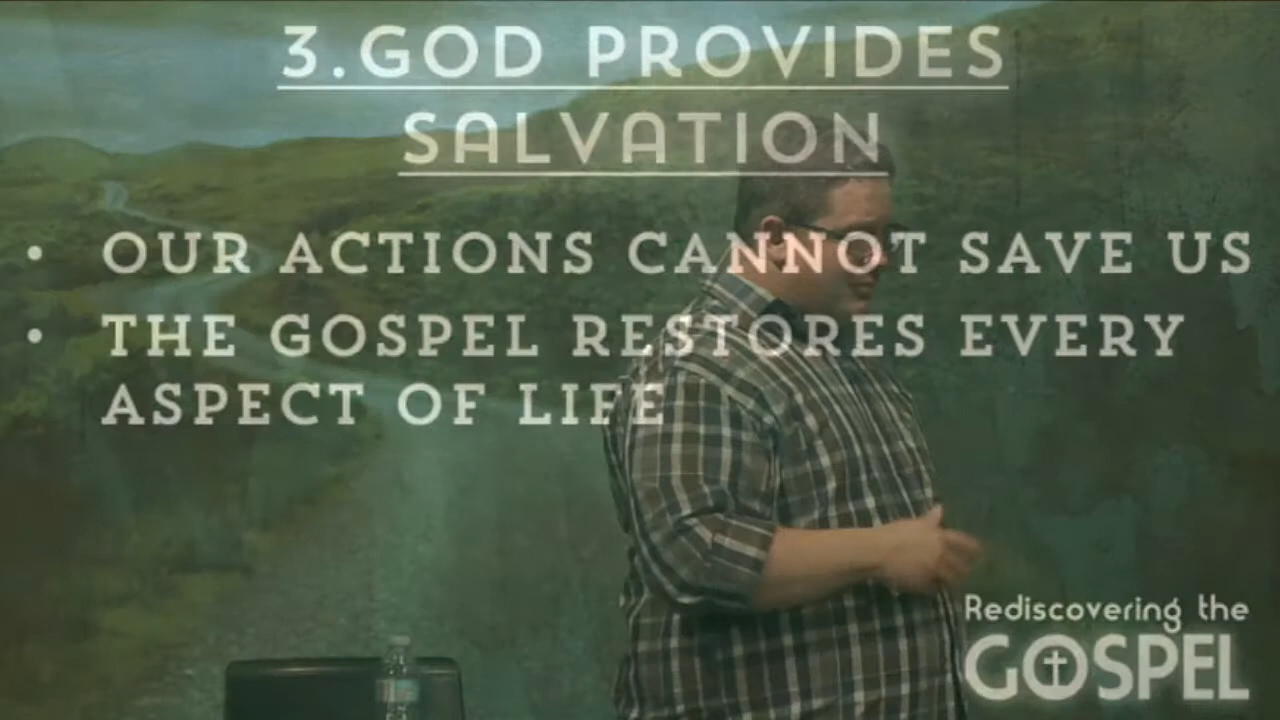 3.GOD PROVIDES
SALVATION
• OUR ACTIONS CANNOT SAVE US
• THE GOSPEL RESTORES EVERY
ASPECT OF LIFE
Rediscovering the
GOSPEL